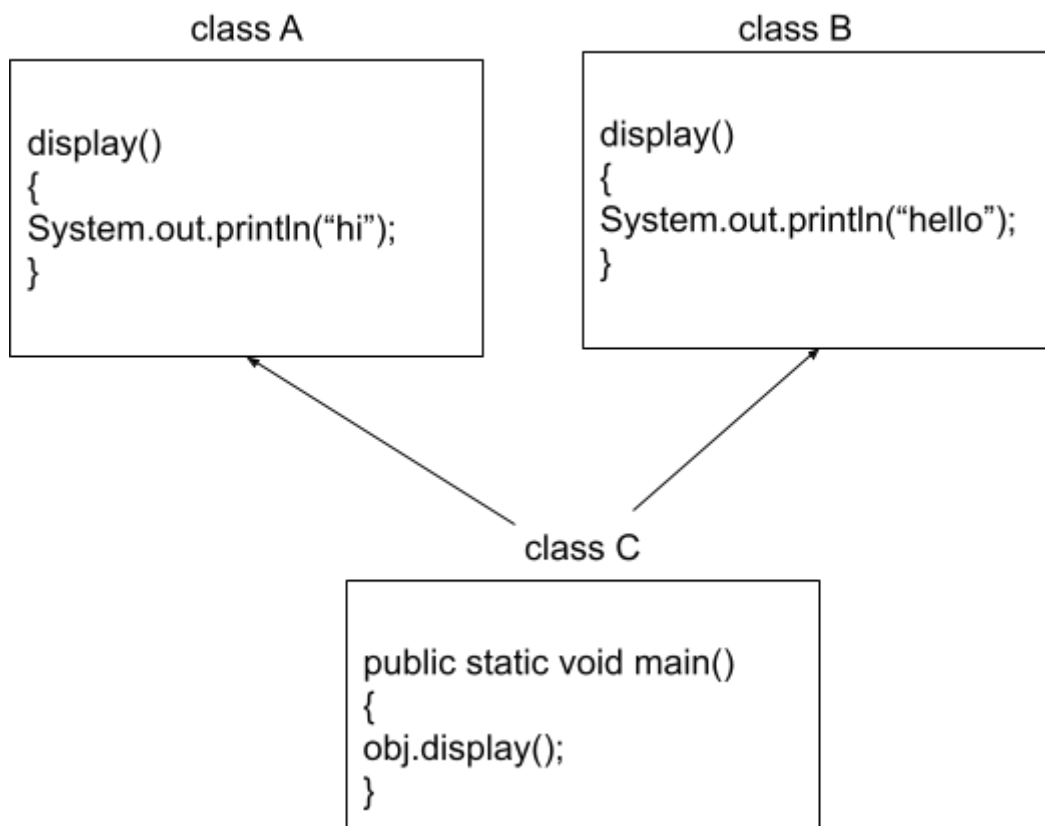 class A
display()
{
System.out.println(“hi”);
}
class B
display()
{
System.out.println(“hello”);
}
class C
public static void main()
{
obj.display();
}